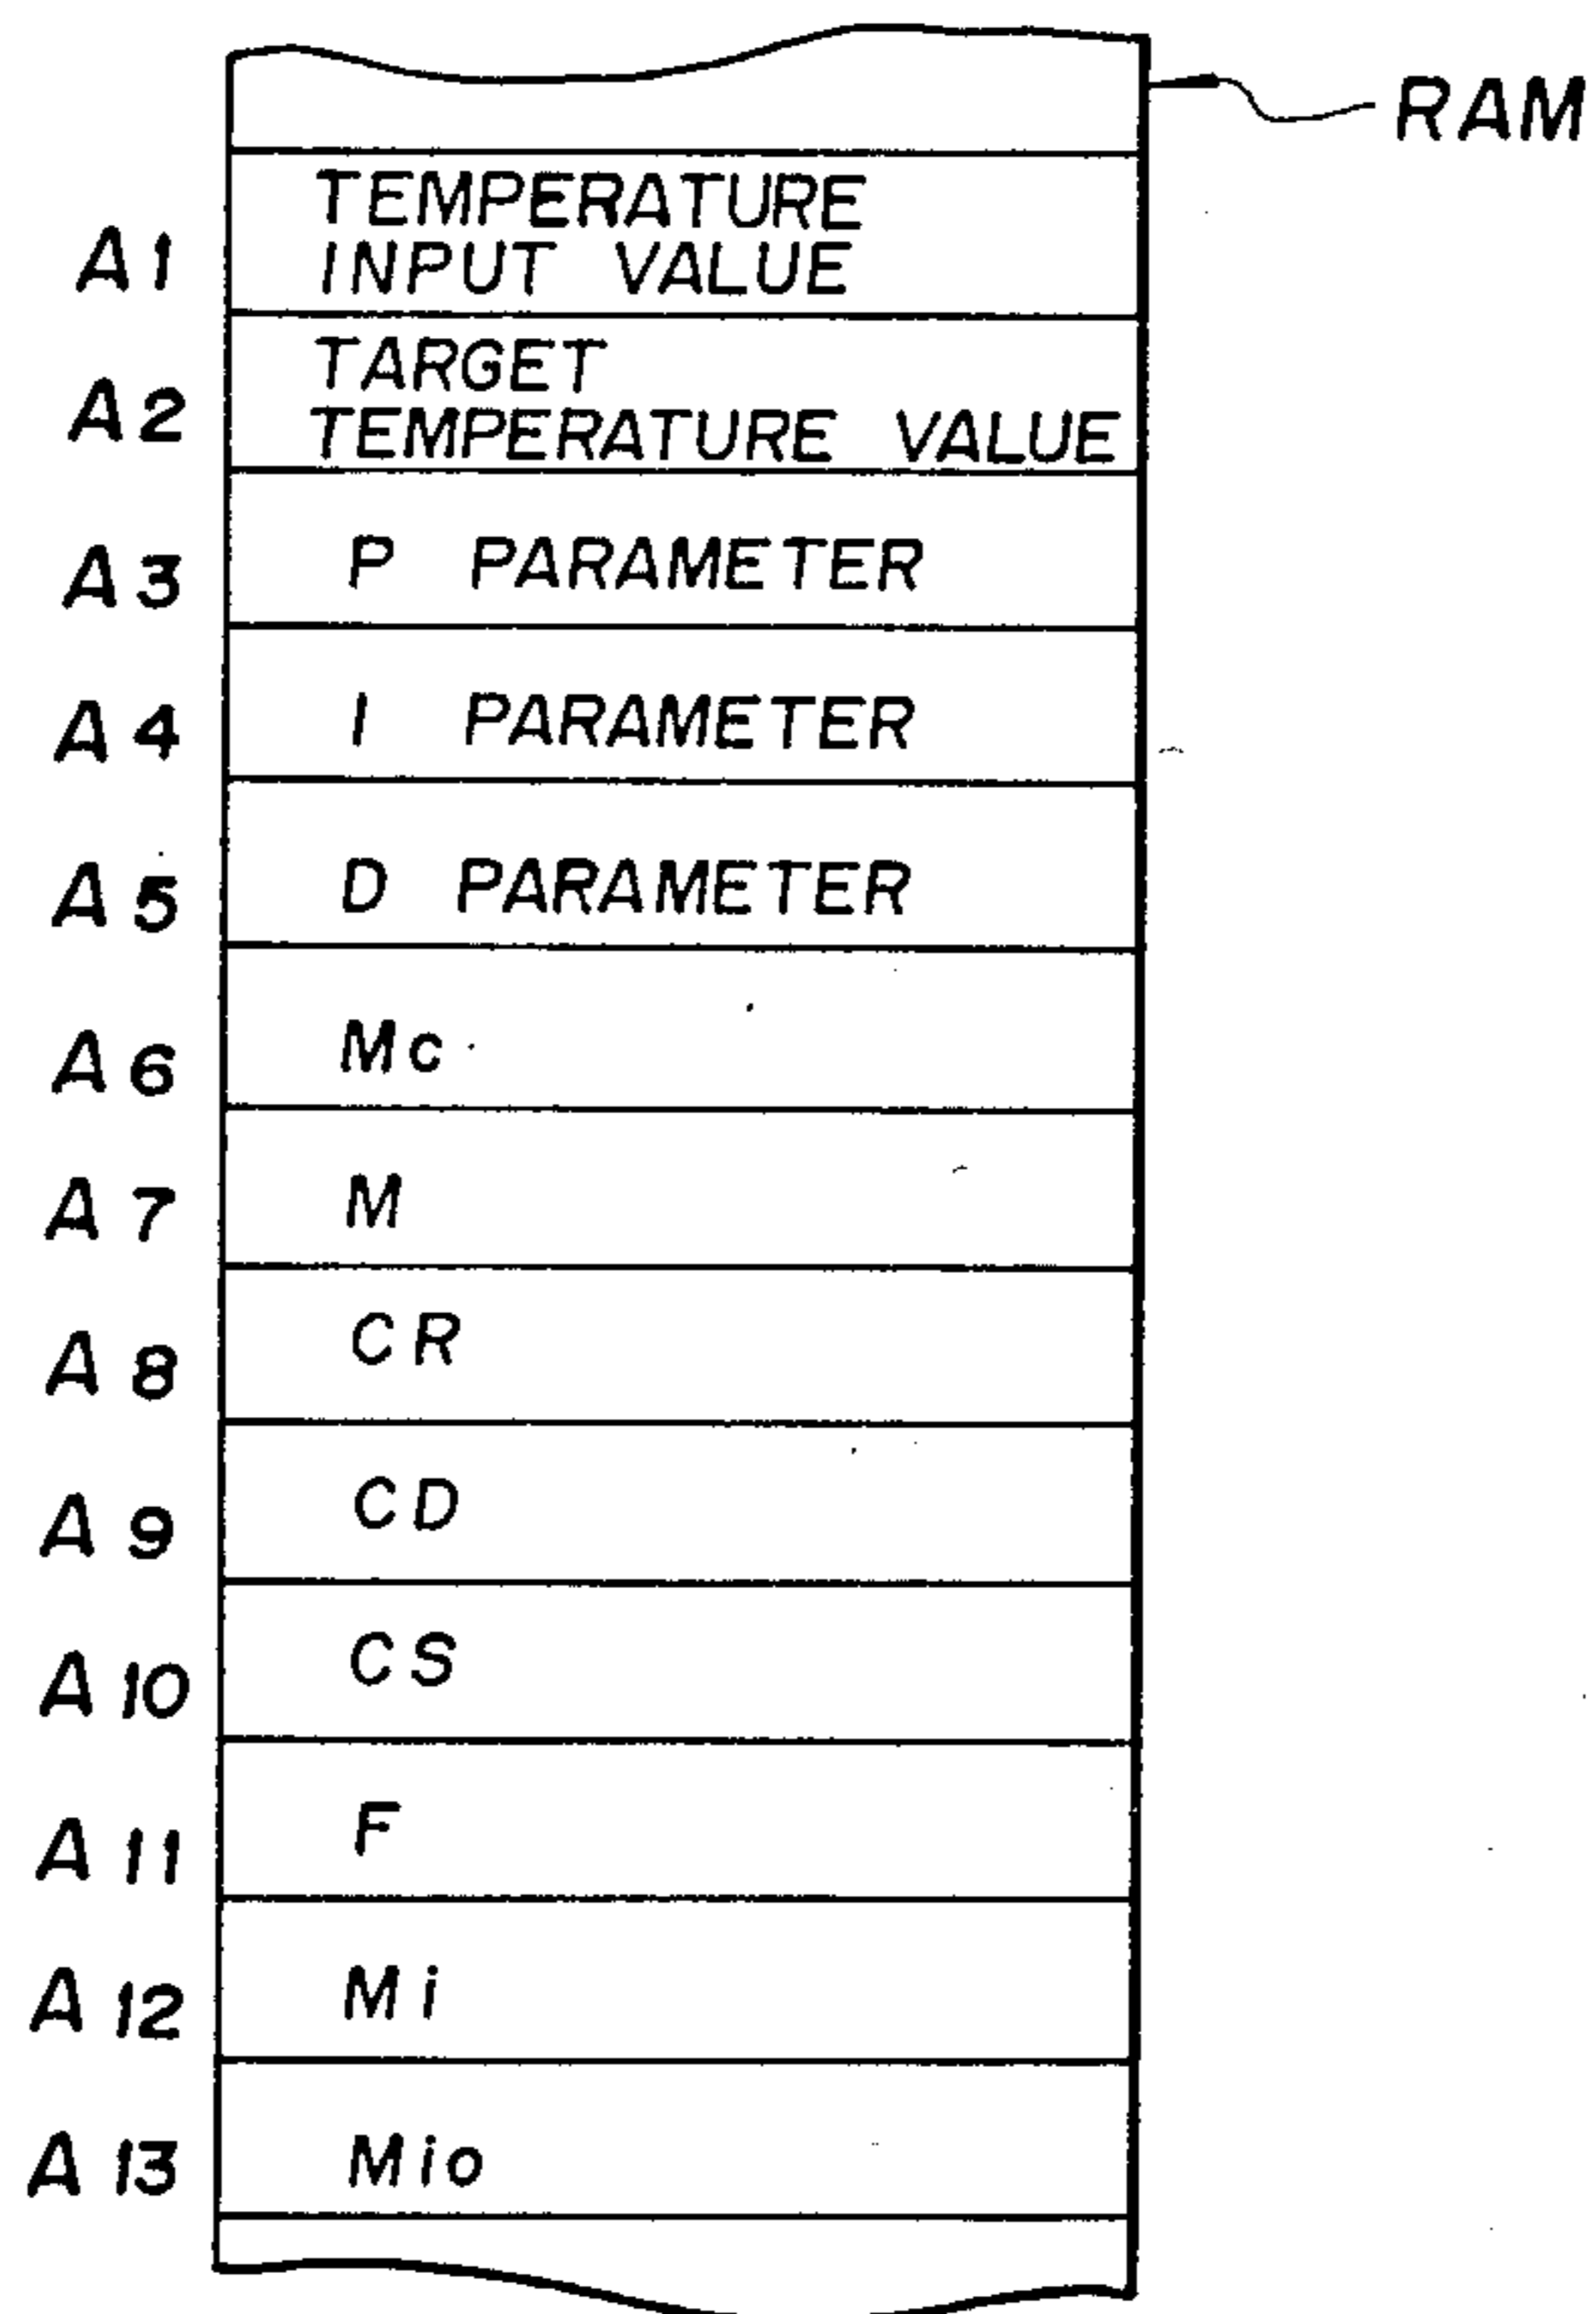 RAM
A1 TEMPERATURE
INPUT VALUE
A2 TARGET
TEMPERATURE VALUE
A3 P PARAMETER
A4 I PARAMETER
A5 D PARAMETER
A6 Mc
A7 M
A8 CR
A9 CD
A10 CS
A11 F
A12 Mi
A13 Mio